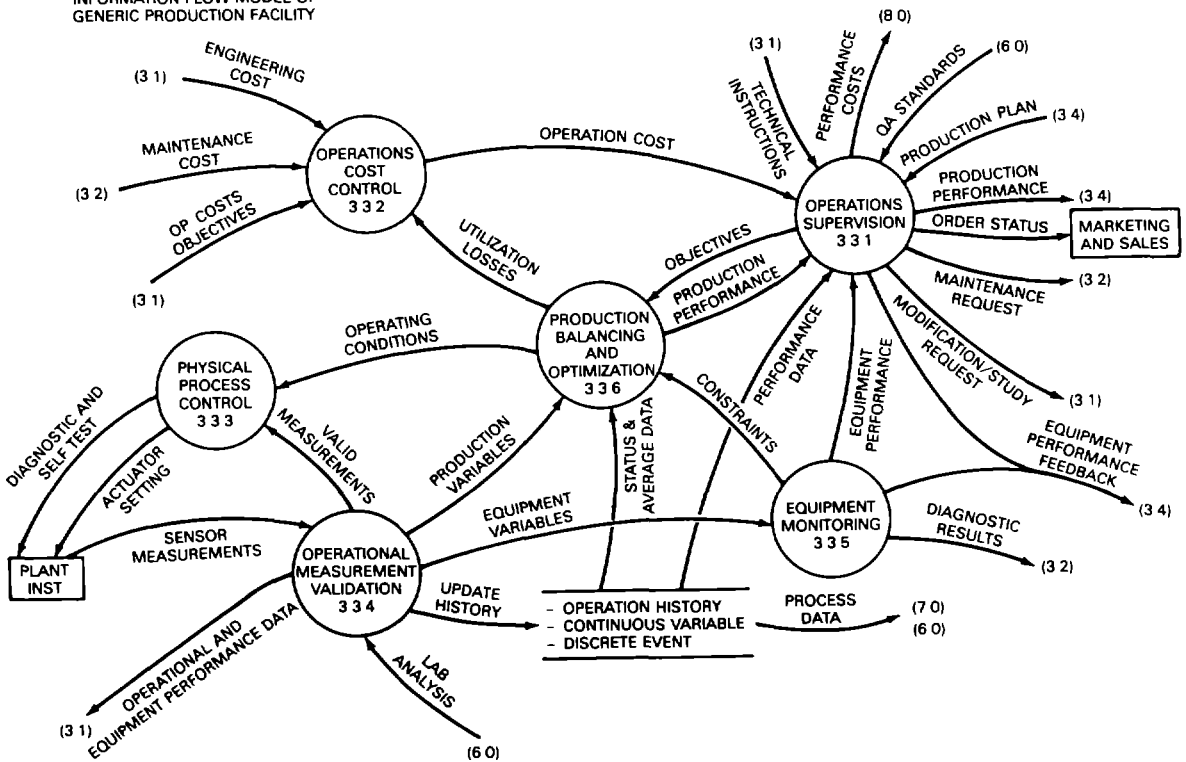 INFORMATION FLOW MODEL OF
GENERIC PRODUCTION FACILITY
(3 1)
ENGINEERING
COST
MAINTENANCE
COST
(3 2)
OP COSTS
OBJECTIVES
(3 1)
OPERATIONS
COST
CONTROL
3 3 2
OPERATION COST
UTILIZATION
LOSSES
(3 1)
TECHNICAL
INSTRUCTIONS
PERFORMANCE
COSTS
(8 0)
QA STANDARDS
(6 0)
PRODUCTION PLAN
(3 4)
PRODUCTION
PERFORMANCE
(3 4)
ORDER STATUS
MARKETING
AND SALES
OPERATIONS
SUPERVISION
3 3 1
MAINTENANCE
REQUEST
(3 2)
MODIFICATION/STUDY
REQUEST
(3 1)
EQUIPMENT
PERFORMANCE
FEEDBACK
(3 4)
OBJECTIVES
PRODUCTION
PERFORMANCE
PERFORMANCE
DATA
EQUIPMENT
PERFORMANCE
PRODUCTION
BALANCING
AND
OPTIMIZATION
3 3 6
OPERATING
CONDITIONS
CONSTRAINTS
PHYSICAL
PROCESS
CONTROL
3 3 3
DIAGNOSTIC AND
SELF TEST
ACTUATOR
SETTING
VALID
MEASUREMENTS
PRODUCTION
VARIABLES
STATUS &
AVERAGE DATA
EQUIPMENT
VARIABLES
EQUIPMENT
MONITORING
3 3 5
DIAGNOSTIC
RESULTS
(3 2)
SENSOR
MEASUREMENTS
PLANT
INST
OPERATIONAL
MEASUREMENT
VALIDATION
3 3 4
UPDATE
HISTORY
– OPERATION HISTORY
– CONTINUOUS VARIABLE
– DISCRETE EVENT
PROCESS
DATA
(7 0)
(6 0)
OPERATIONAL AND
EQUIPMENT PERFORMANCE DATA
(3 1)
LAB
ANALYSIS
(6 0)